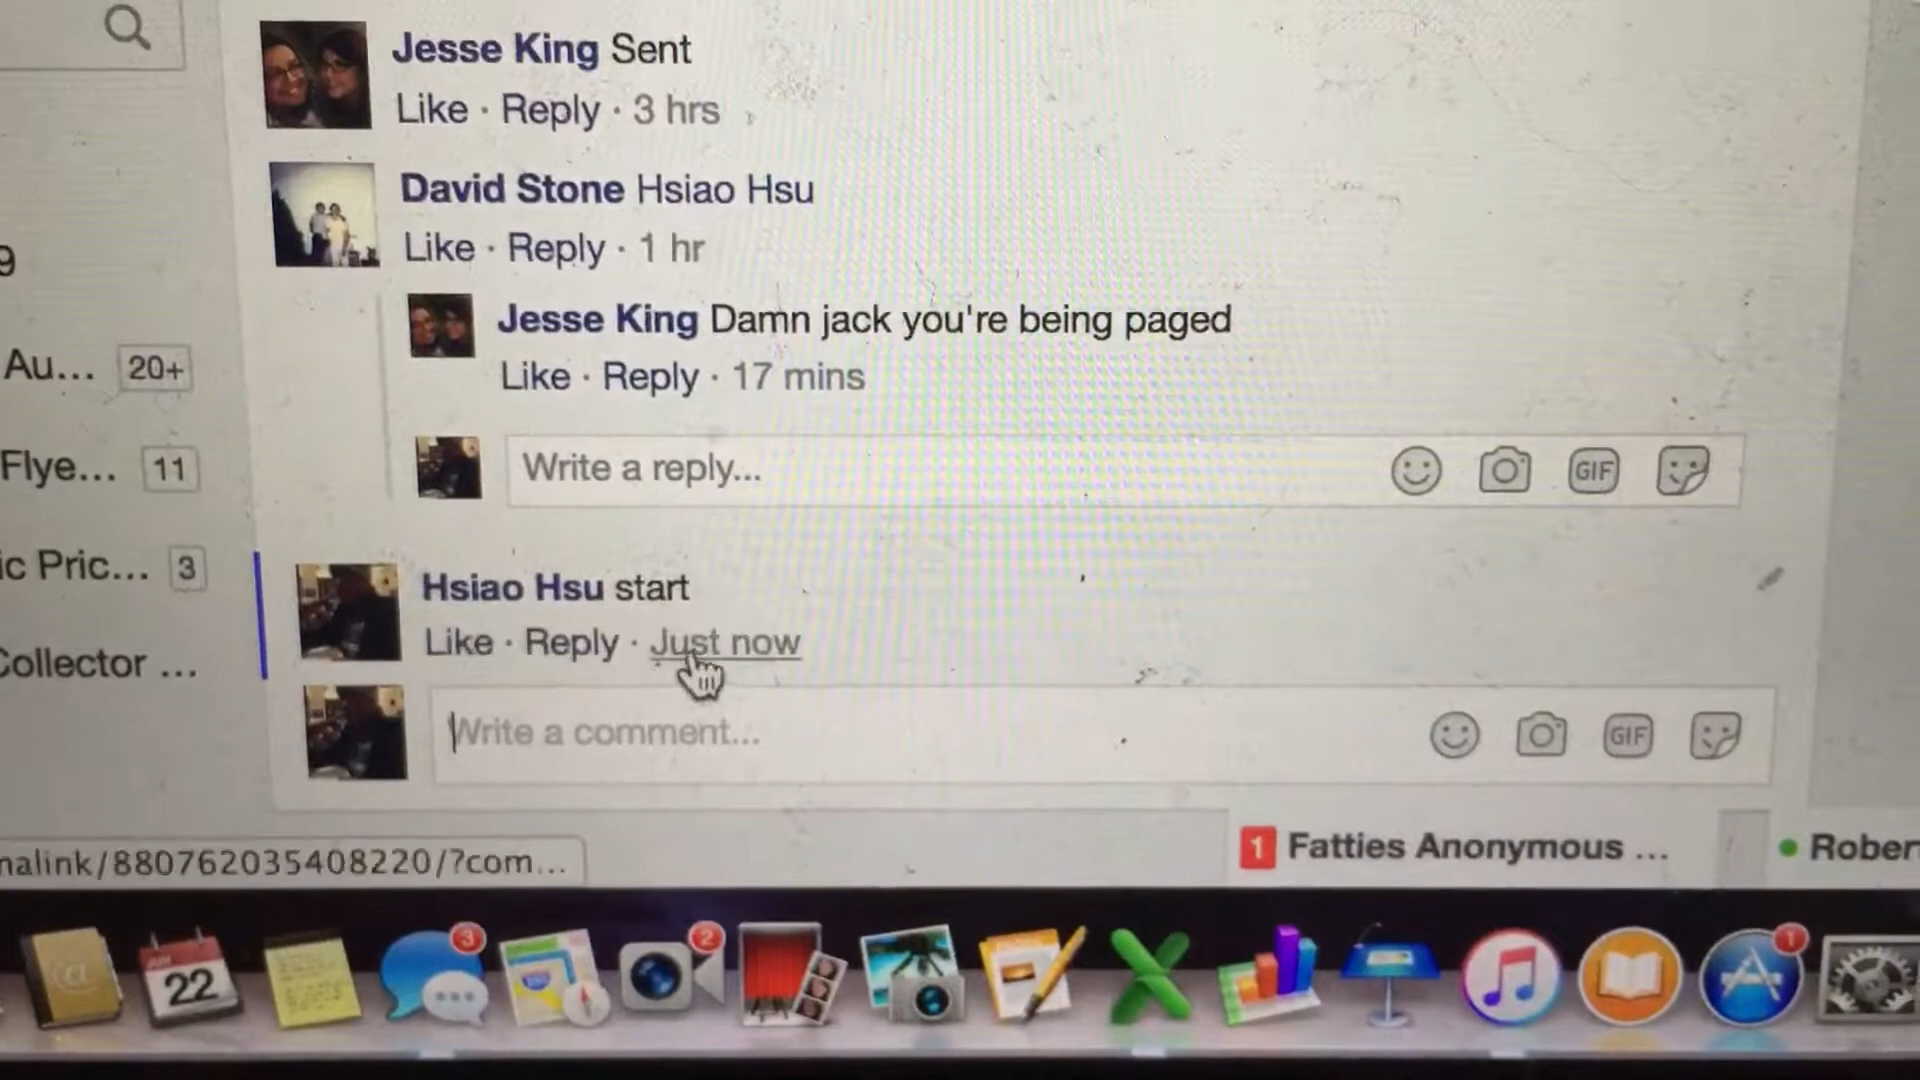 Jesse King Sent
Like · Reply · 3 hrs
David Stone Hsiao Hsu
Like · Reply · 1 hr
9
Jesse King Damn jack you're being paged
Au... 20+
Like · Reply · 17 mins
Flye... 11
Write a reply...
GIF
ic Pric... 3
Hsiao Hsu start
Like · Reply · Just now
Collector ...
Write a comment...
GIF
1 Fatties Anonymous ...
Rober
nalink/880762035408220/?com...
22
3
2
1